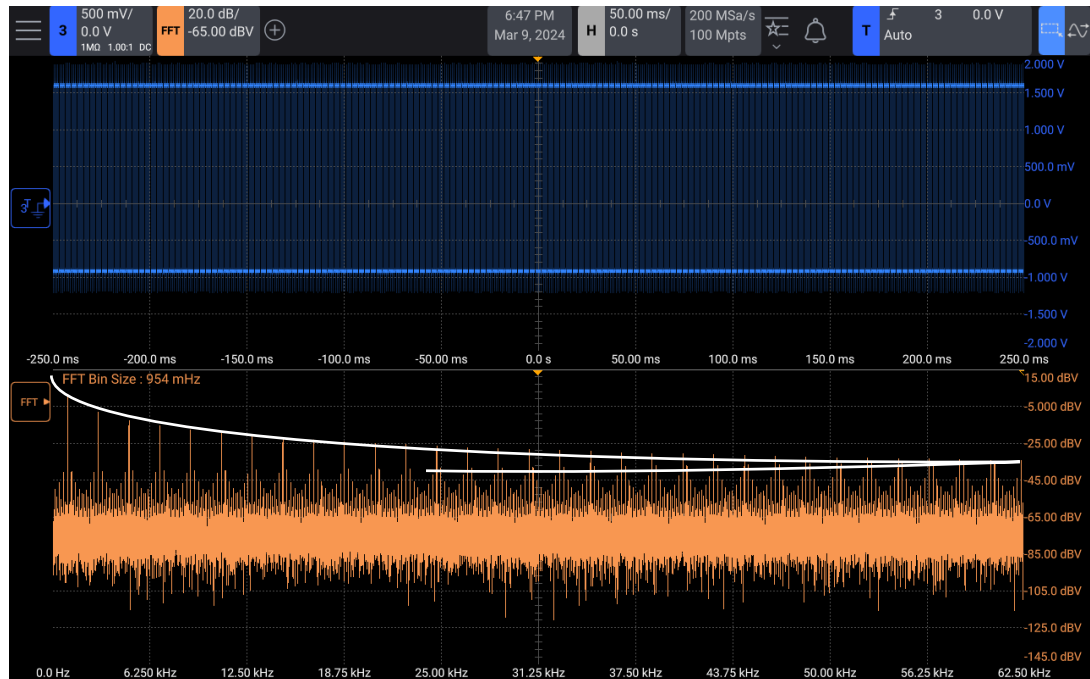 3 500 mV/ FFT 20.0 dB/ 6:47 PM H 50.00 ms/ 200 MSa/s T 3 0.0 V
0.0 V -65.00 dBV Mar 9, 2024 0.0 s 100 Mpts Auto
1MΩ 1.00:1 DC
2.000 V
1.500 V
1.000 V
500.0 mV
3 T 0.0 V
-500.0 mV
-1.000 V
-1.500 V
-2.000 V
-250.0 ms -200.0 ms -150.0 ms -100.0 ms -50.00 ms 0.0 s 50.00 ms 100.0 ms 150.0 ms 200.0 ms 250.0 ms
FFT Bin Size : 954 mHz 15.00 dBV
FFT -5.000 dBV
-25.00 dBV
-45.00 dBV
-65.00 dBV
-85.00 dBV
-105.0 dBV
-125.0 dBV
-145.0 dBV
0.0 Hz 6.250 kHz 12.50 kHz 18.75 kHz 25.00 kHz 31.25 kHz 37.50 kHz 43.75 kHz 50.00 kHz 56.25 kHz 62.50 kHz